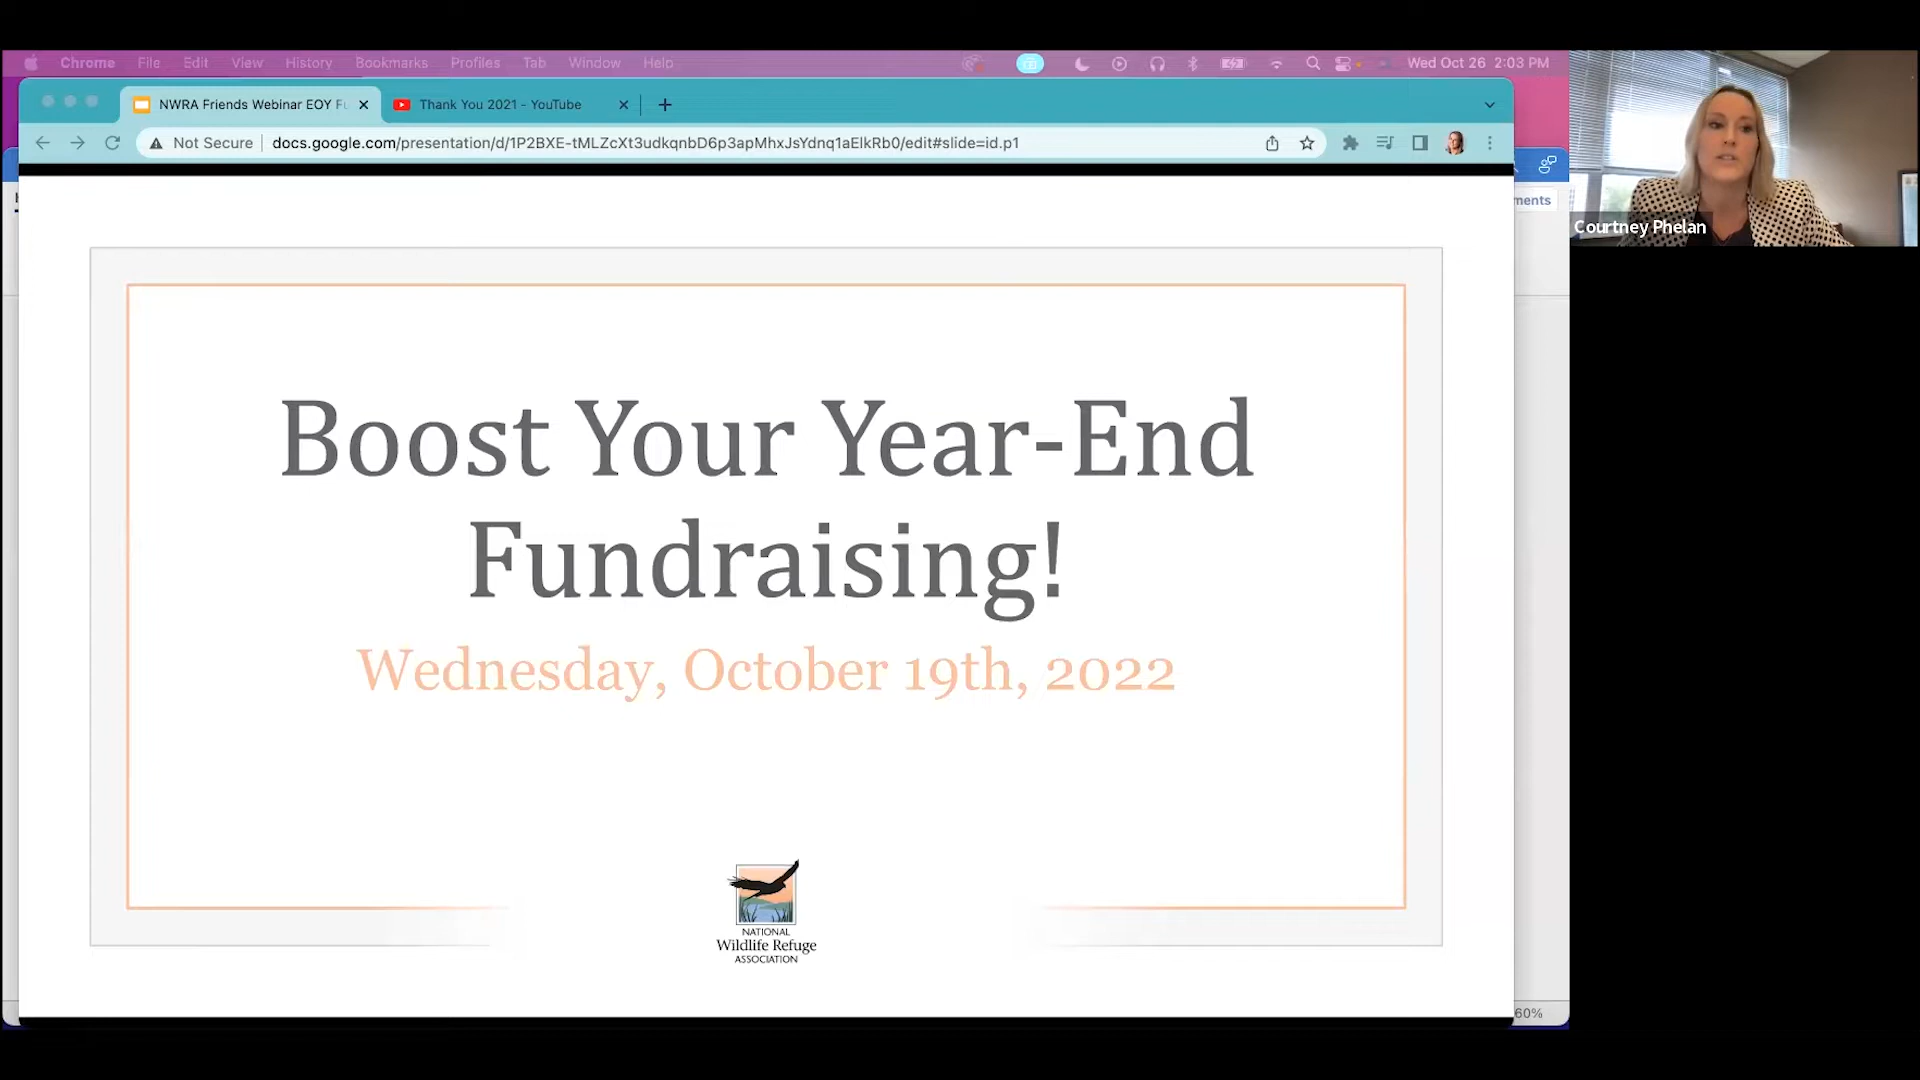 Chrome File Edit View History Bookmarks Profiles Tab Window Help Wed Oct 26 2:03 PM
NWRA Friends Webinar EOY Fu Thank You 2021 - YouTube
Not Secure docs.google.com/presentation/d/1P2BXE-tMLZcXt3udkqnbD6p3apMhxJsYdnq1aElkRb0/edit#slide=id.p1
ments
Courtney Phelan
Boost Your Year-End
Fundraising!
Wednesday, October 19th, 2022
NATIONAL
Wildlife Refuge
ASSOCIATION
60%